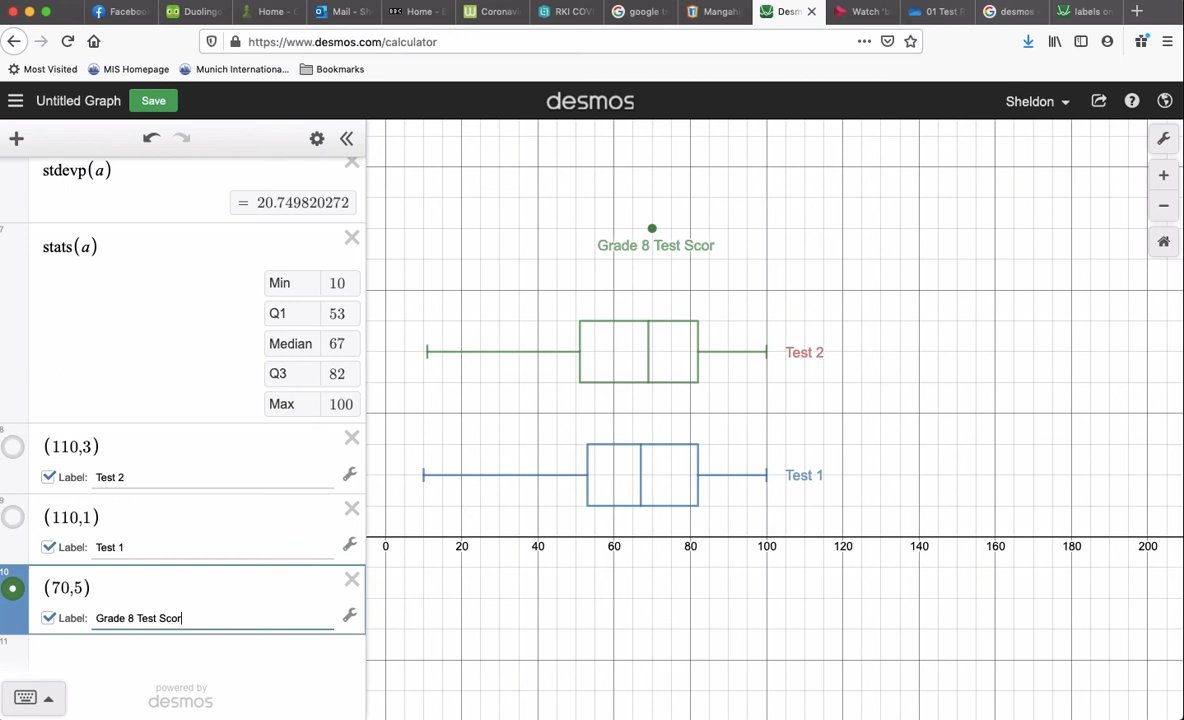 Faceboo
Duolingo
Home -
Mail - Sh
BBC Home -
Coronavi
RKI COV
google t
Mangahi
Desm
Watch 'b
01 Test R
desmos
labels on
https://www.desmos.com/calculator
Most Visited
MIS Homepage
Munich Internationa...
Bookmarks
Untitled Graph
Save
desmos
Sheldon
stdevp(a)
= 20.749820272
7
stats(a)
Min 10
Q1 53
Median 67
Q3 82
Max 100
8
(110,3)
Label: Test 2
9
(110,1)
Label: Test 1
10
(70,5)
Label: Grade 8 Test Scor
11
powered by
desmos
Grade 8 Test Scor
Test 2
Test 1
0 20 40 60 80 100 120 140 160 180 200